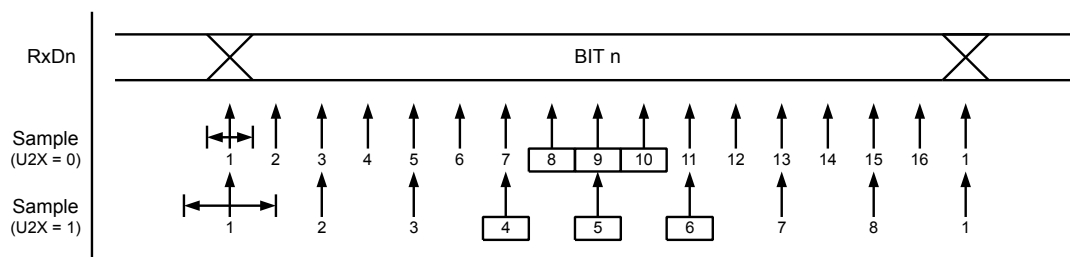 RxDn BIT n
Sample
(U2X = 0)
1 2 3 4 5 6 7 8 9 10 11 12 13 14 15 16 1
Sample
(U2X = 1)
1 2 3 4 5 6 7 8 1